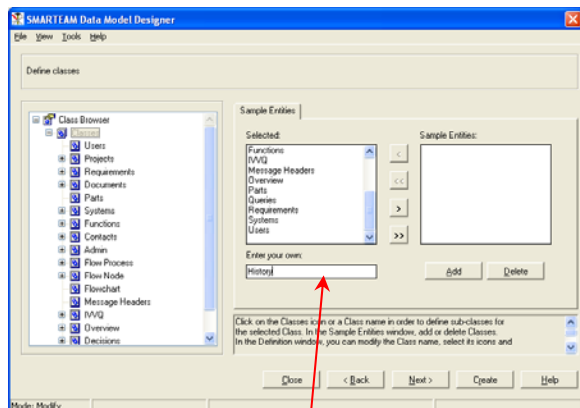 SMARTEAM Data Model Designer
File View Tools Help
Define classes
Class Browser
Classes
Users
Projects
Requirements
Documents
Parts
Systems
Functions
Contacts
Admin
Flow Process
Flow Node
Flowchart
Message Headers
IVVQ
Overview
Decisions
Sample Entities
Selected:
Functions
IVVQ
Message Headers
Overview
Parts
Queries
Requirements
Systems
Users
<
<<
>
>>
Sample Entities:
Enter your own:
History
Add Delete
Click on the Classes icon or a Class name in order to define sub-classes for
the selected Class. In the Sample Entities window, add or delete Classes.
In the Definition window, you can modify the Class name, select its icons and
Close < Back Next > Create Help
Mode: Modify